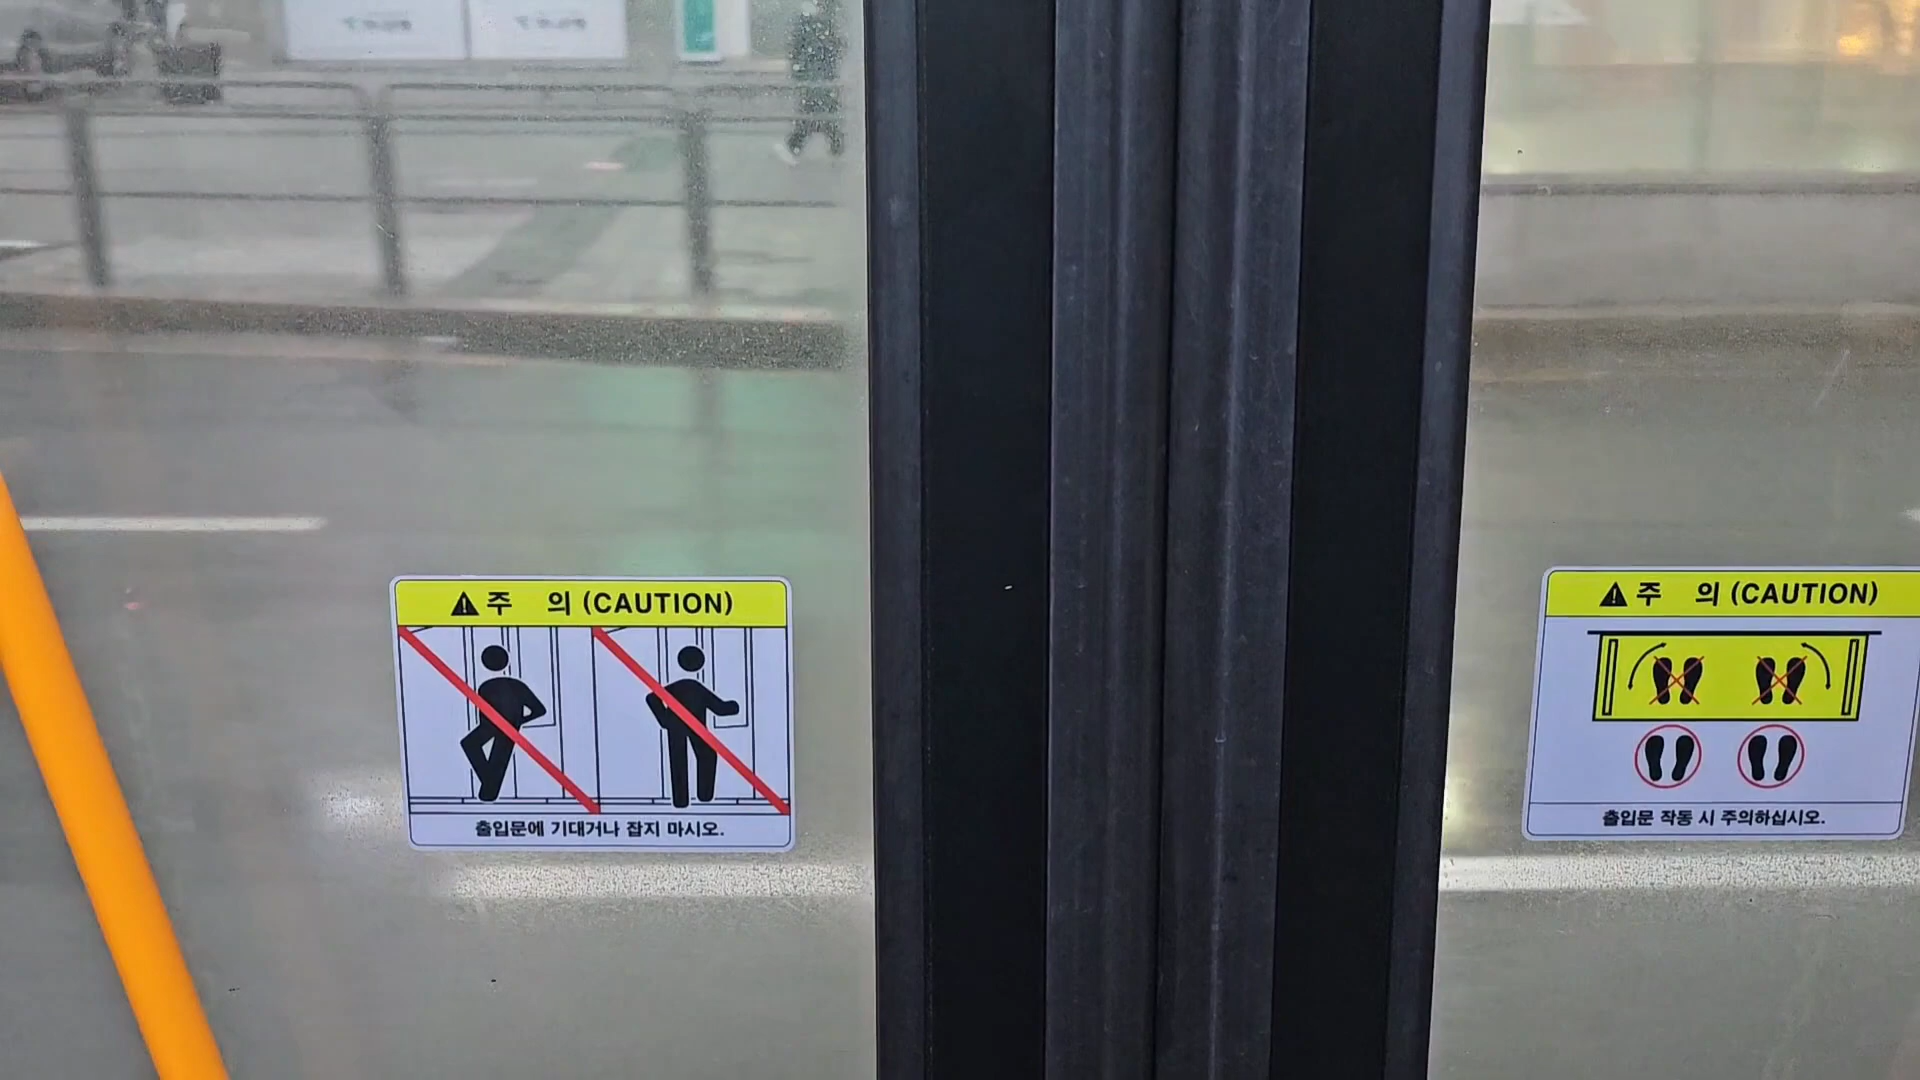 주 의 (CAUTION)
출입문에 기대거나 잡지 마시오.
주 의 (CAUTION)
출입문 작동 시 주의하십시오.